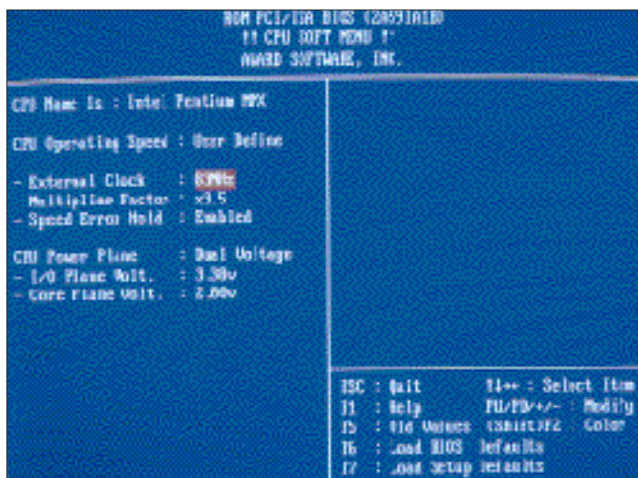 ROM PCI/ISA BIOS (2A691A1B)
!! CPU SOFT MENU !!
AWARD SOFTWARE, INC.
CPU Name Is : Intel Pentium MMX
CPU Operating Speed : User Define
- External Clock : 83MHz
- Multiplier Factor : x3.5
- Speed Error Hold : Enabled
CPU Power Plane : Dual Voltage
- I/O Plane Volt. : 3.30v
- Core Plane Volt. : 2.80v
ESC : Quit ↑↓→← : Select Item
F1 : Help PU/PD/+/- : Modify
F5 : Old Values (Shift)F2 : Color
F6 : Load BIOS Defaults
F7 : Load Setup Defaults